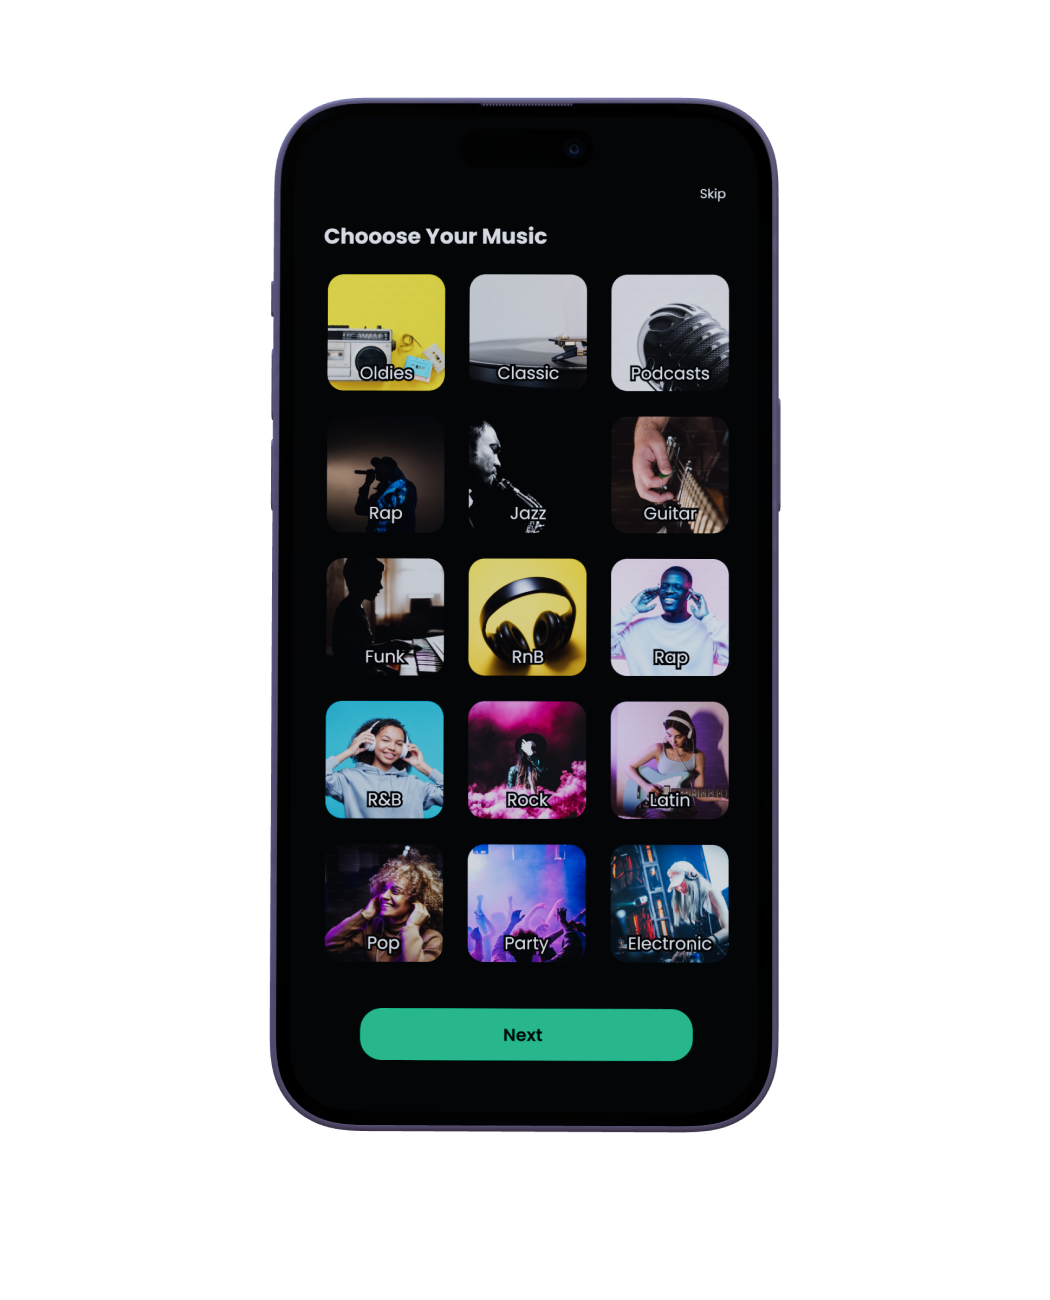 Skip
Chooose Your Music
Oldies Classic Podcasts
Rap Jazz Guitar
Funk RnB Rap
R&B Rock Latin
Pop Party Electronic
Next